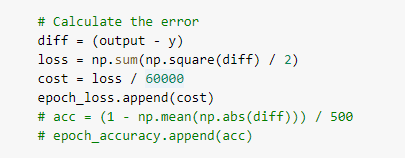 # Calculate the error
diff = (output - y)
loss = np.sum(np.square(diff) / 2)
cost = loss / 60000
epoch_loss.append(cost)
# acc = (1 - np.mean(np.abs(diff))) / 500
# epoch_accuracy.append(acc)